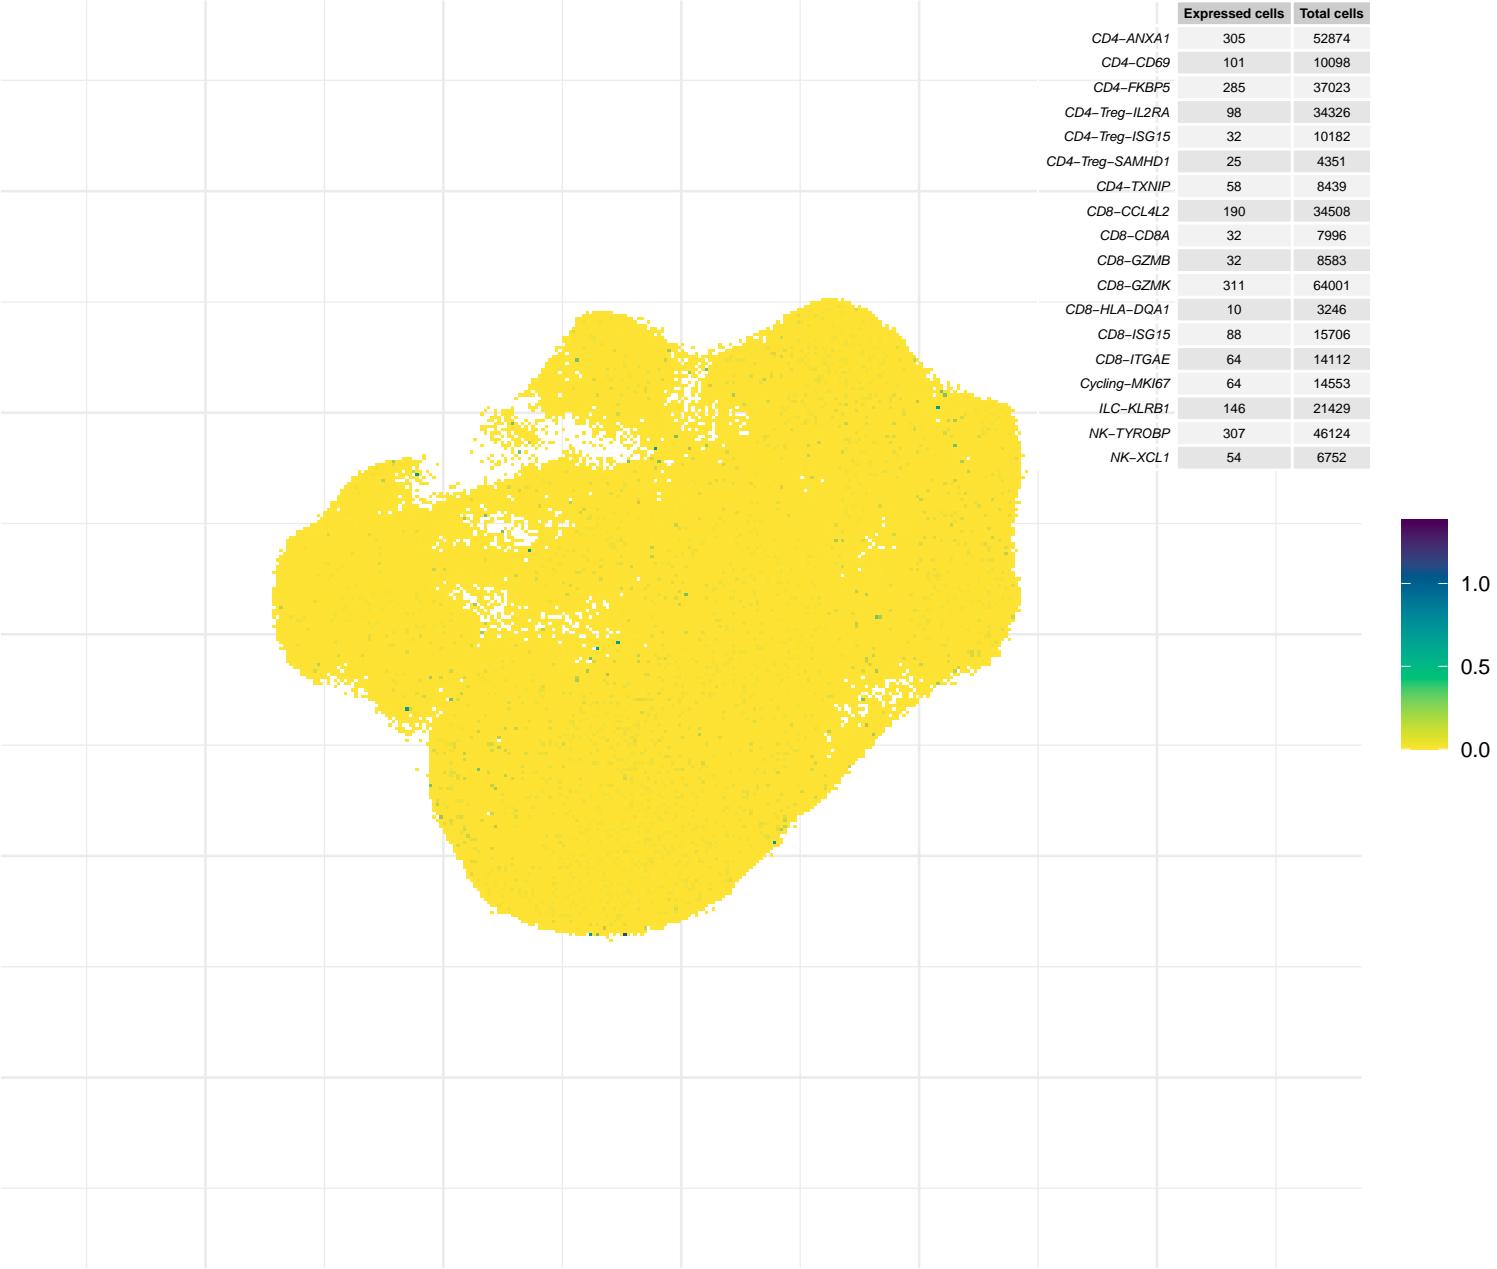 Expressed cells Total cells
CD4−ANXA1 305 52874
CD4−CD69 101 10098
CD4−FKBP5 285 37023
CD4−Treg−IL2RA 98 34326
CD4−Treg−ISG15 32 10182
CD4−Treg−SAMHD1 25 4351
CD4−TXNIP 58 8439
CD8−CCL4L2 190 34508
CD8−CD8A 32 7996
CD8−GZMB 32 8583
CD8−GZMK 311 64001
CD8−HLA−DQA1 10 3246
CD8−ISG15 88 15706
CD8−ITGAE 64 14112
Cycling−MKI67 64 14553
ILC−KLRB1 146 21429
NK−TYROBP 307 46124
NK−XCL1 54 6752
1.0
0.5
0.0